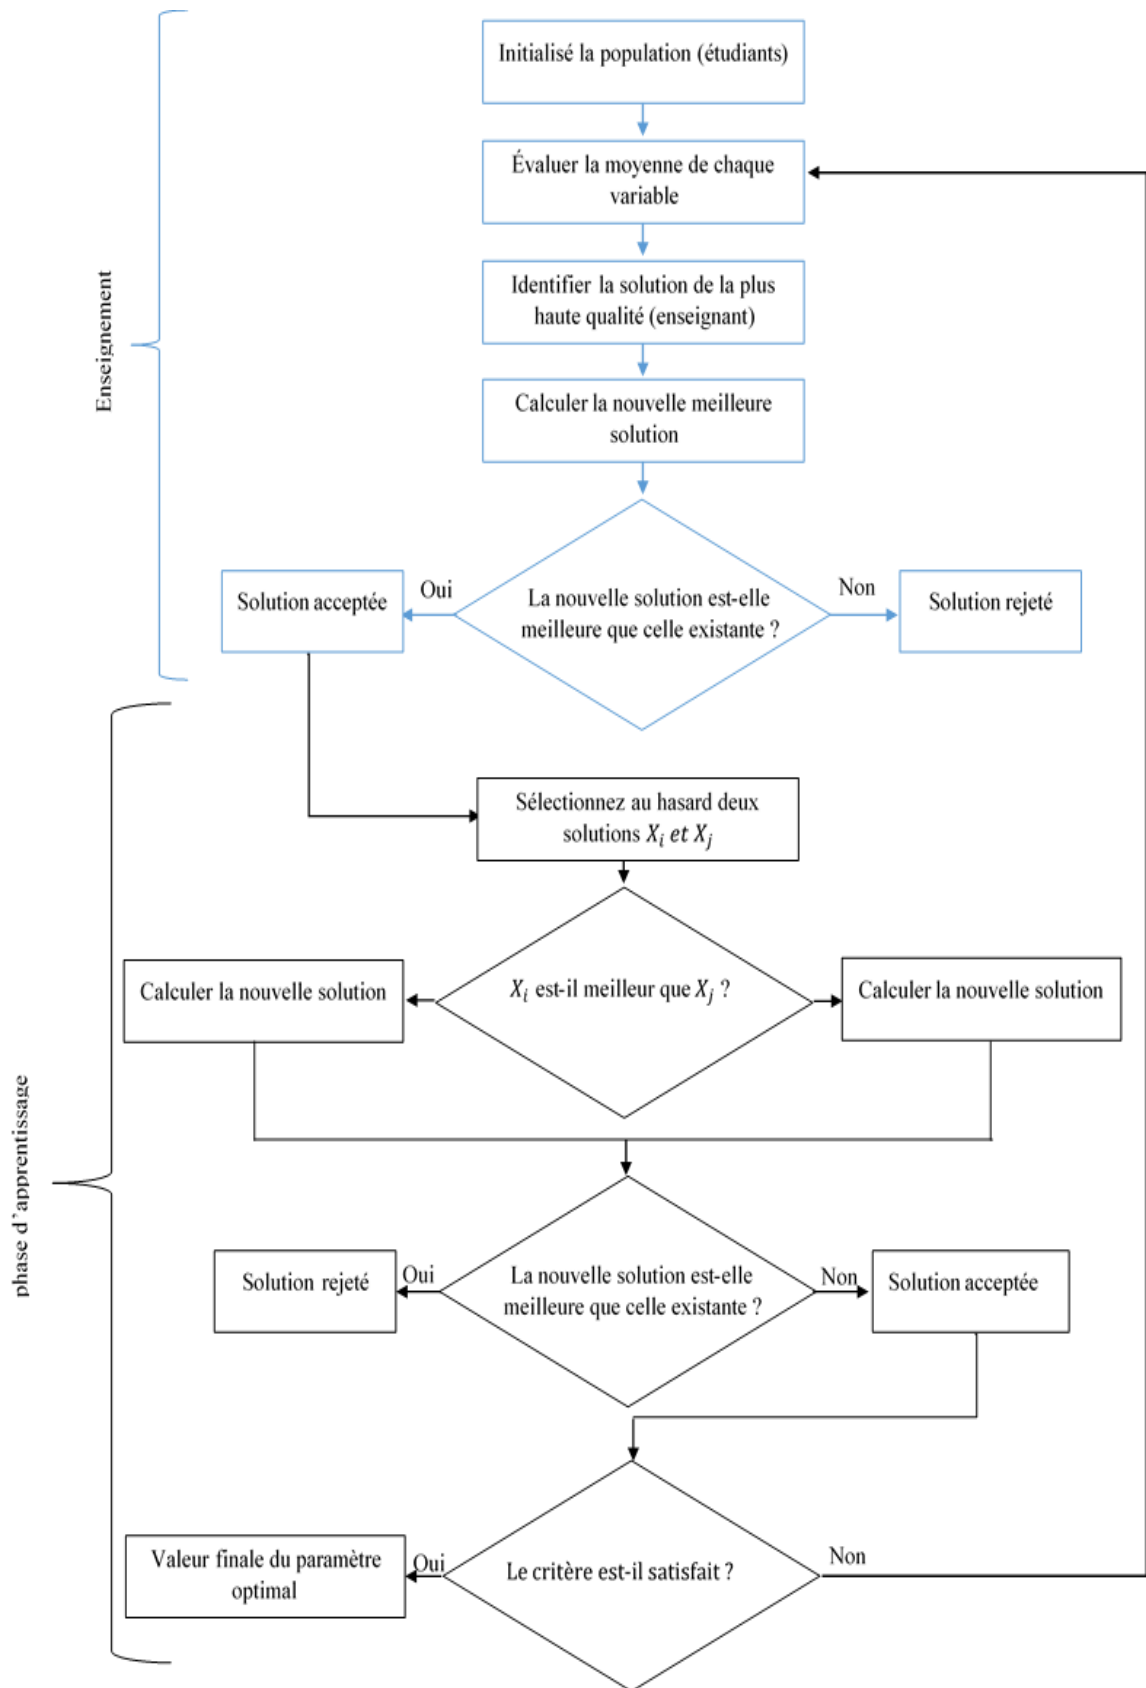 Initialisé la population (étudiants)
Évaluer la moyenne de chaque
variable
Identifier la solution de la plus
haute qualité (enseignant)
Enseignement
Calculer la nouvelle meilleure
solution
Solution acceptée
Oui
La nouvelle solution est-elle
meilleure que celle existante ?
Non
Solution rejeté
Sélectionnez au hasard deux
solutions X_i et X_j
Calculer la nouvelle solution
X_i est-il meilleur que X_j ?
Calculer la nouvelle solution
phase d`apprentissage
Solution rejeté
Oui
La nouvelle solution est-elle
meilleure que celle existante ?
Non
Solution acceptée
Valeur finale du paramètre
optimal
Oui
Le critère est-il satisfait ?
Non